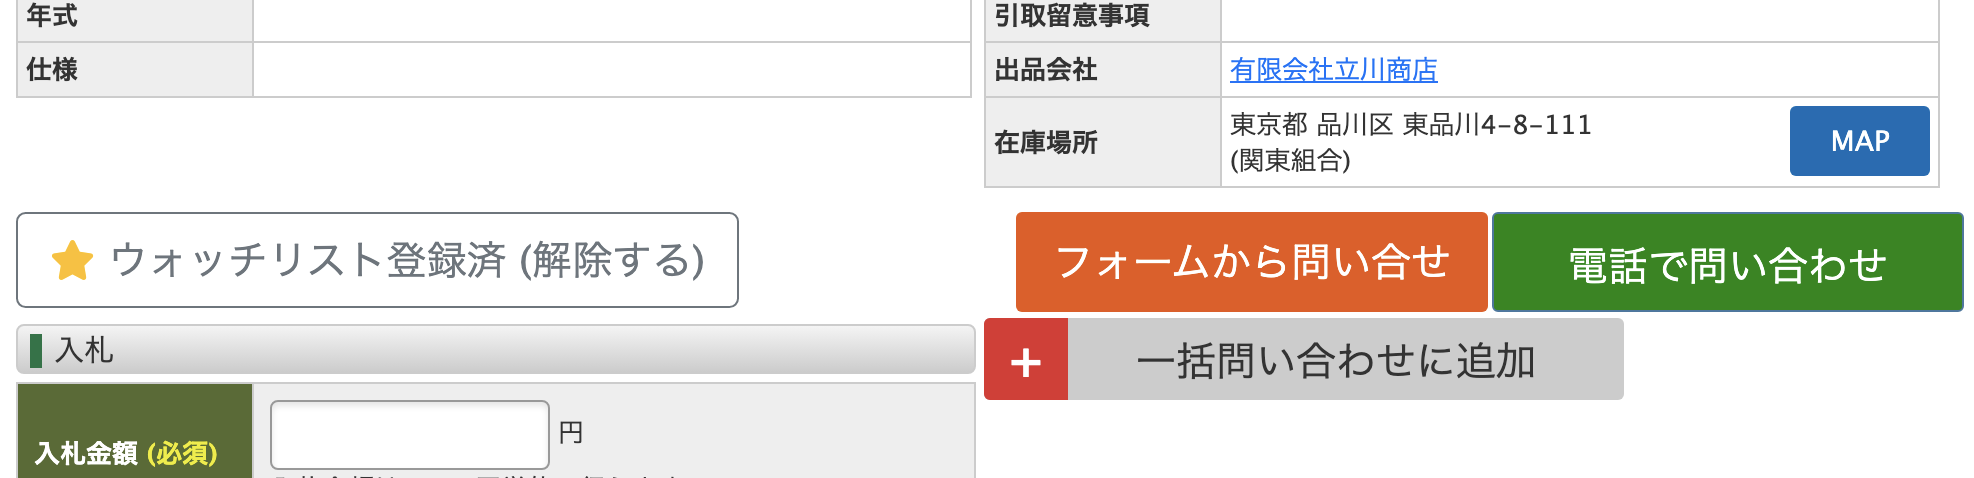 年式
仕様
引取留意事項
出品会社 有限会社立川商店
在庫場所
東京都 品川区 東品川4-8-111
(関東組合)
MAP
ウォッチリスト登録済 (解除する)
フォームから問い合せ
電話で問い合わせ
入札
+ 一括問い合わせに追加
入札金額 (必須)
円